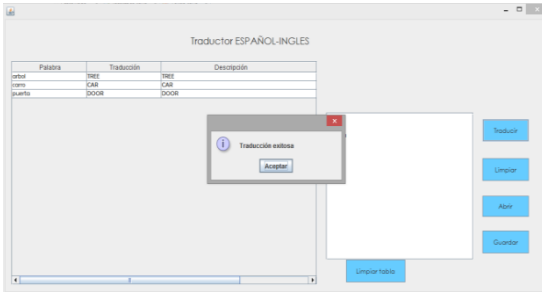 Traductor ESPAÑOL-INGLES
Palabra Traducción Descripción
arbol TREE TREE
carro CAR CAR
puerta DOOR DOOR
Traducción exitosa
Aceptar
Traducir
Limpiar
Abrir
Guardar
Limpiar tabla